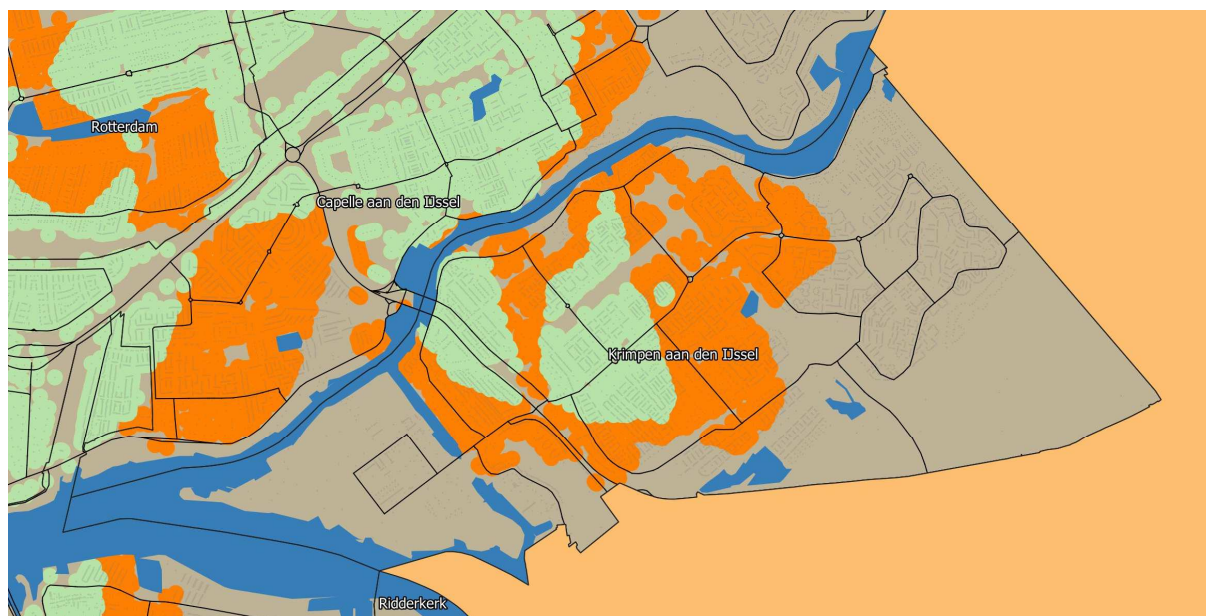 Rotterdam
Capelle aan den IJssel
Krimpen aan den IJssel
Ridderkerk